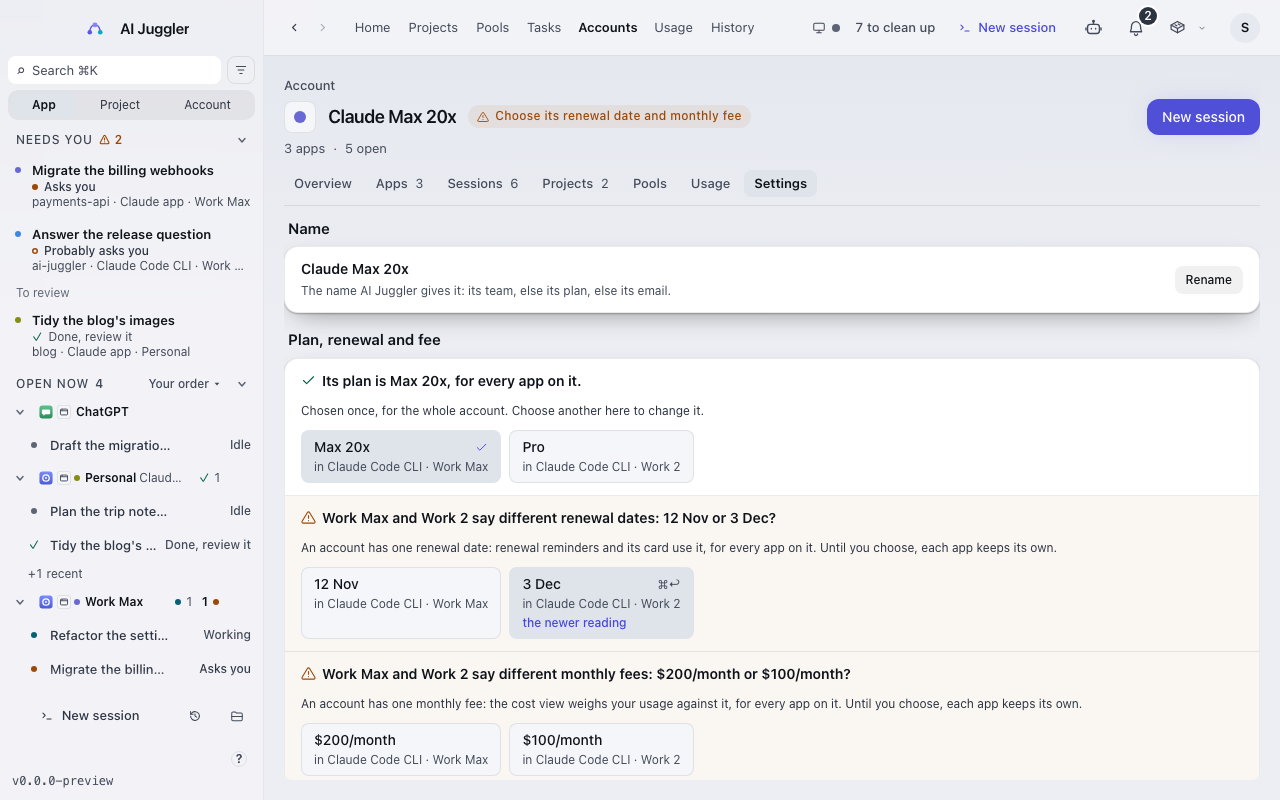 AI Juggler
Search ⌘K
App Project Account
NEEDS YOU 2
Migrate the billing webhooks
Asks you
payments-api · Claude app · Work Max
Answer the release question
Probably asks you
ai-juggler · Claude Code CLI · Work ...
To review
Tidy the blog's images
Done, review it
blog · Claude app · Personal
OPEN NOW 4 Your order
ChatGPT
Draft the migratio... Idle
Personal Claud... 1
Plan the trip note... Idle
Tidy the blog's ... Done, review it
+1 recent
Work Max 1 1
Refactor the setti... Working
Migrate the billin... Asks you
New session
?
v0.0.0-preview
Home Projects Pools Tasks Accounts Usage History
7 to clean up
New session
2
S
Account
Claude Max 20x
Choose its renewal date and monthly fee
New session
3 apps · 5 open
Overview Apps 3 Sessions 6 Projects 2 Pools Usage Settings
Name
Claude Max 20x
The name AI Juggler gives it: its team, else its plan, else its email.
Rename
Plan, renewal and fee
Its plan is Max 20x, for every app on it.
Chosen once, for the whole account. Choose another here to change it.
Max 20x
in Claude Code CLI · Work Max
Pro
in Claude Code CLI · Work 2
Work Max and Work 2 say different renewal dates: 12 Nov or 3 Dec?
An account has one renewal date: renewal reminders and its card use it, for every app on it. Until you choose, each app keeps its own.
12 Nov
in Claude Code CLI · Work Max
3 Dec ⌘↩
in Claude Code CLI · Work 2
the newer reading
Work Max and Work 2 say different monthly fees: $200/month or $100/month?
An account has one monthly fee: the cost view weighs your usage against it, for every app on it. Until you choose, each app keeps its own.
$200/month
in Claude Code CLI · Work Max
$100/month
in Claude Code CLI · Work 2